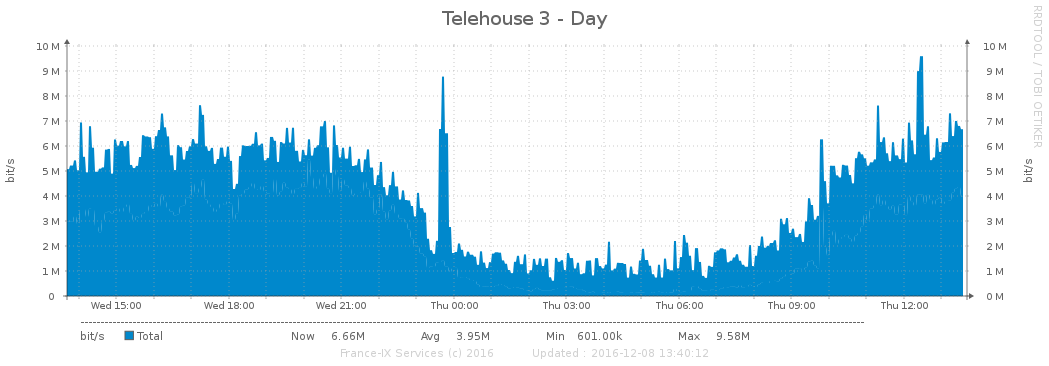 Telehouse 3 - Day
RRDTOOL / TOBI OETIKER
10 M 10 M
9 M 9 M
8 M 8 M
7 M 7 M
6 M 6 M
5 M 5 M
4 M 4 M
3 M 3 M
2 M 2 M
1 M 1 M
0 0 M
bit/s
bit/s
Wed 15:00 Wed 18:00 Wed 21:00 Thu 00:00 Thu 03:00 Thu 06:00 Thu 09:00 Thu 12:00
bit/s Total Now 6.66M Avg 3.95M Min 601.00k Max 9.58M
France-IX Services (c) 2016 Updated : 2016-12-08 13:40:12